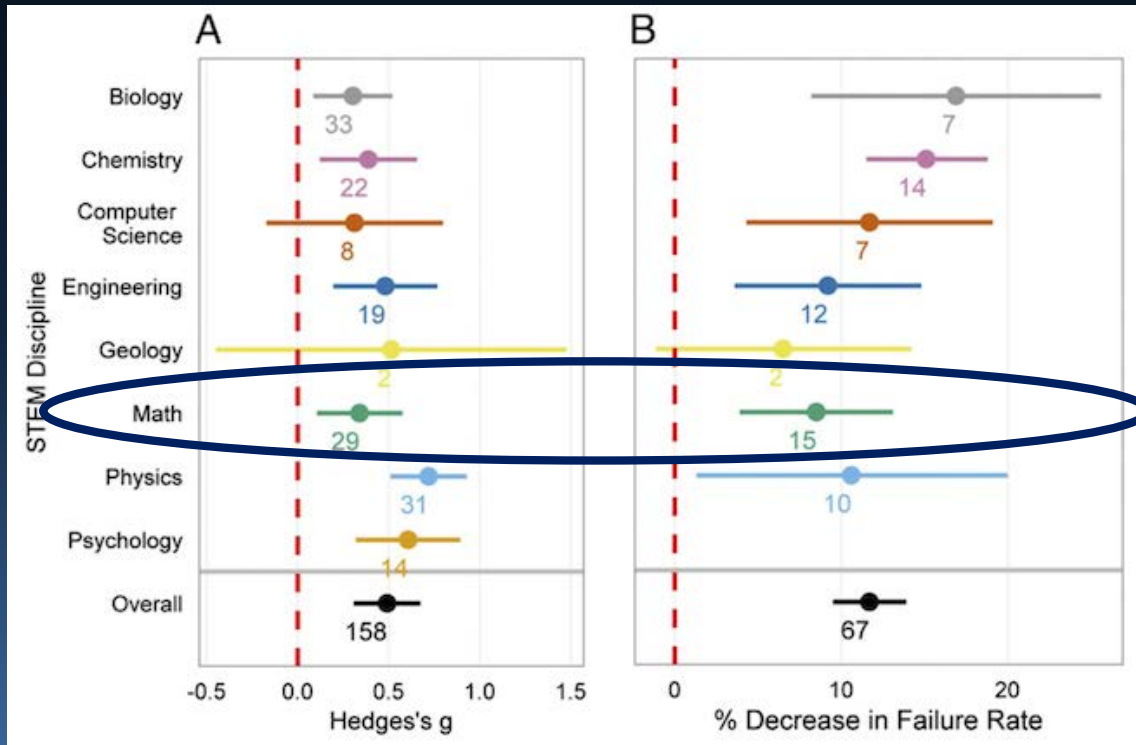 A
B
STEM Discipline
Biology
33
7
Chemistry
22
14
Computer
Science
8
7
Engineering
19
12
Geology
2
2
Math
29
15
Physics
31
10
Psychology
14
Overall
158
67
-0.5 0.0 0.5 1.0 1.5
0 10 20
Hedges's g
% Decrease in Failure Rate